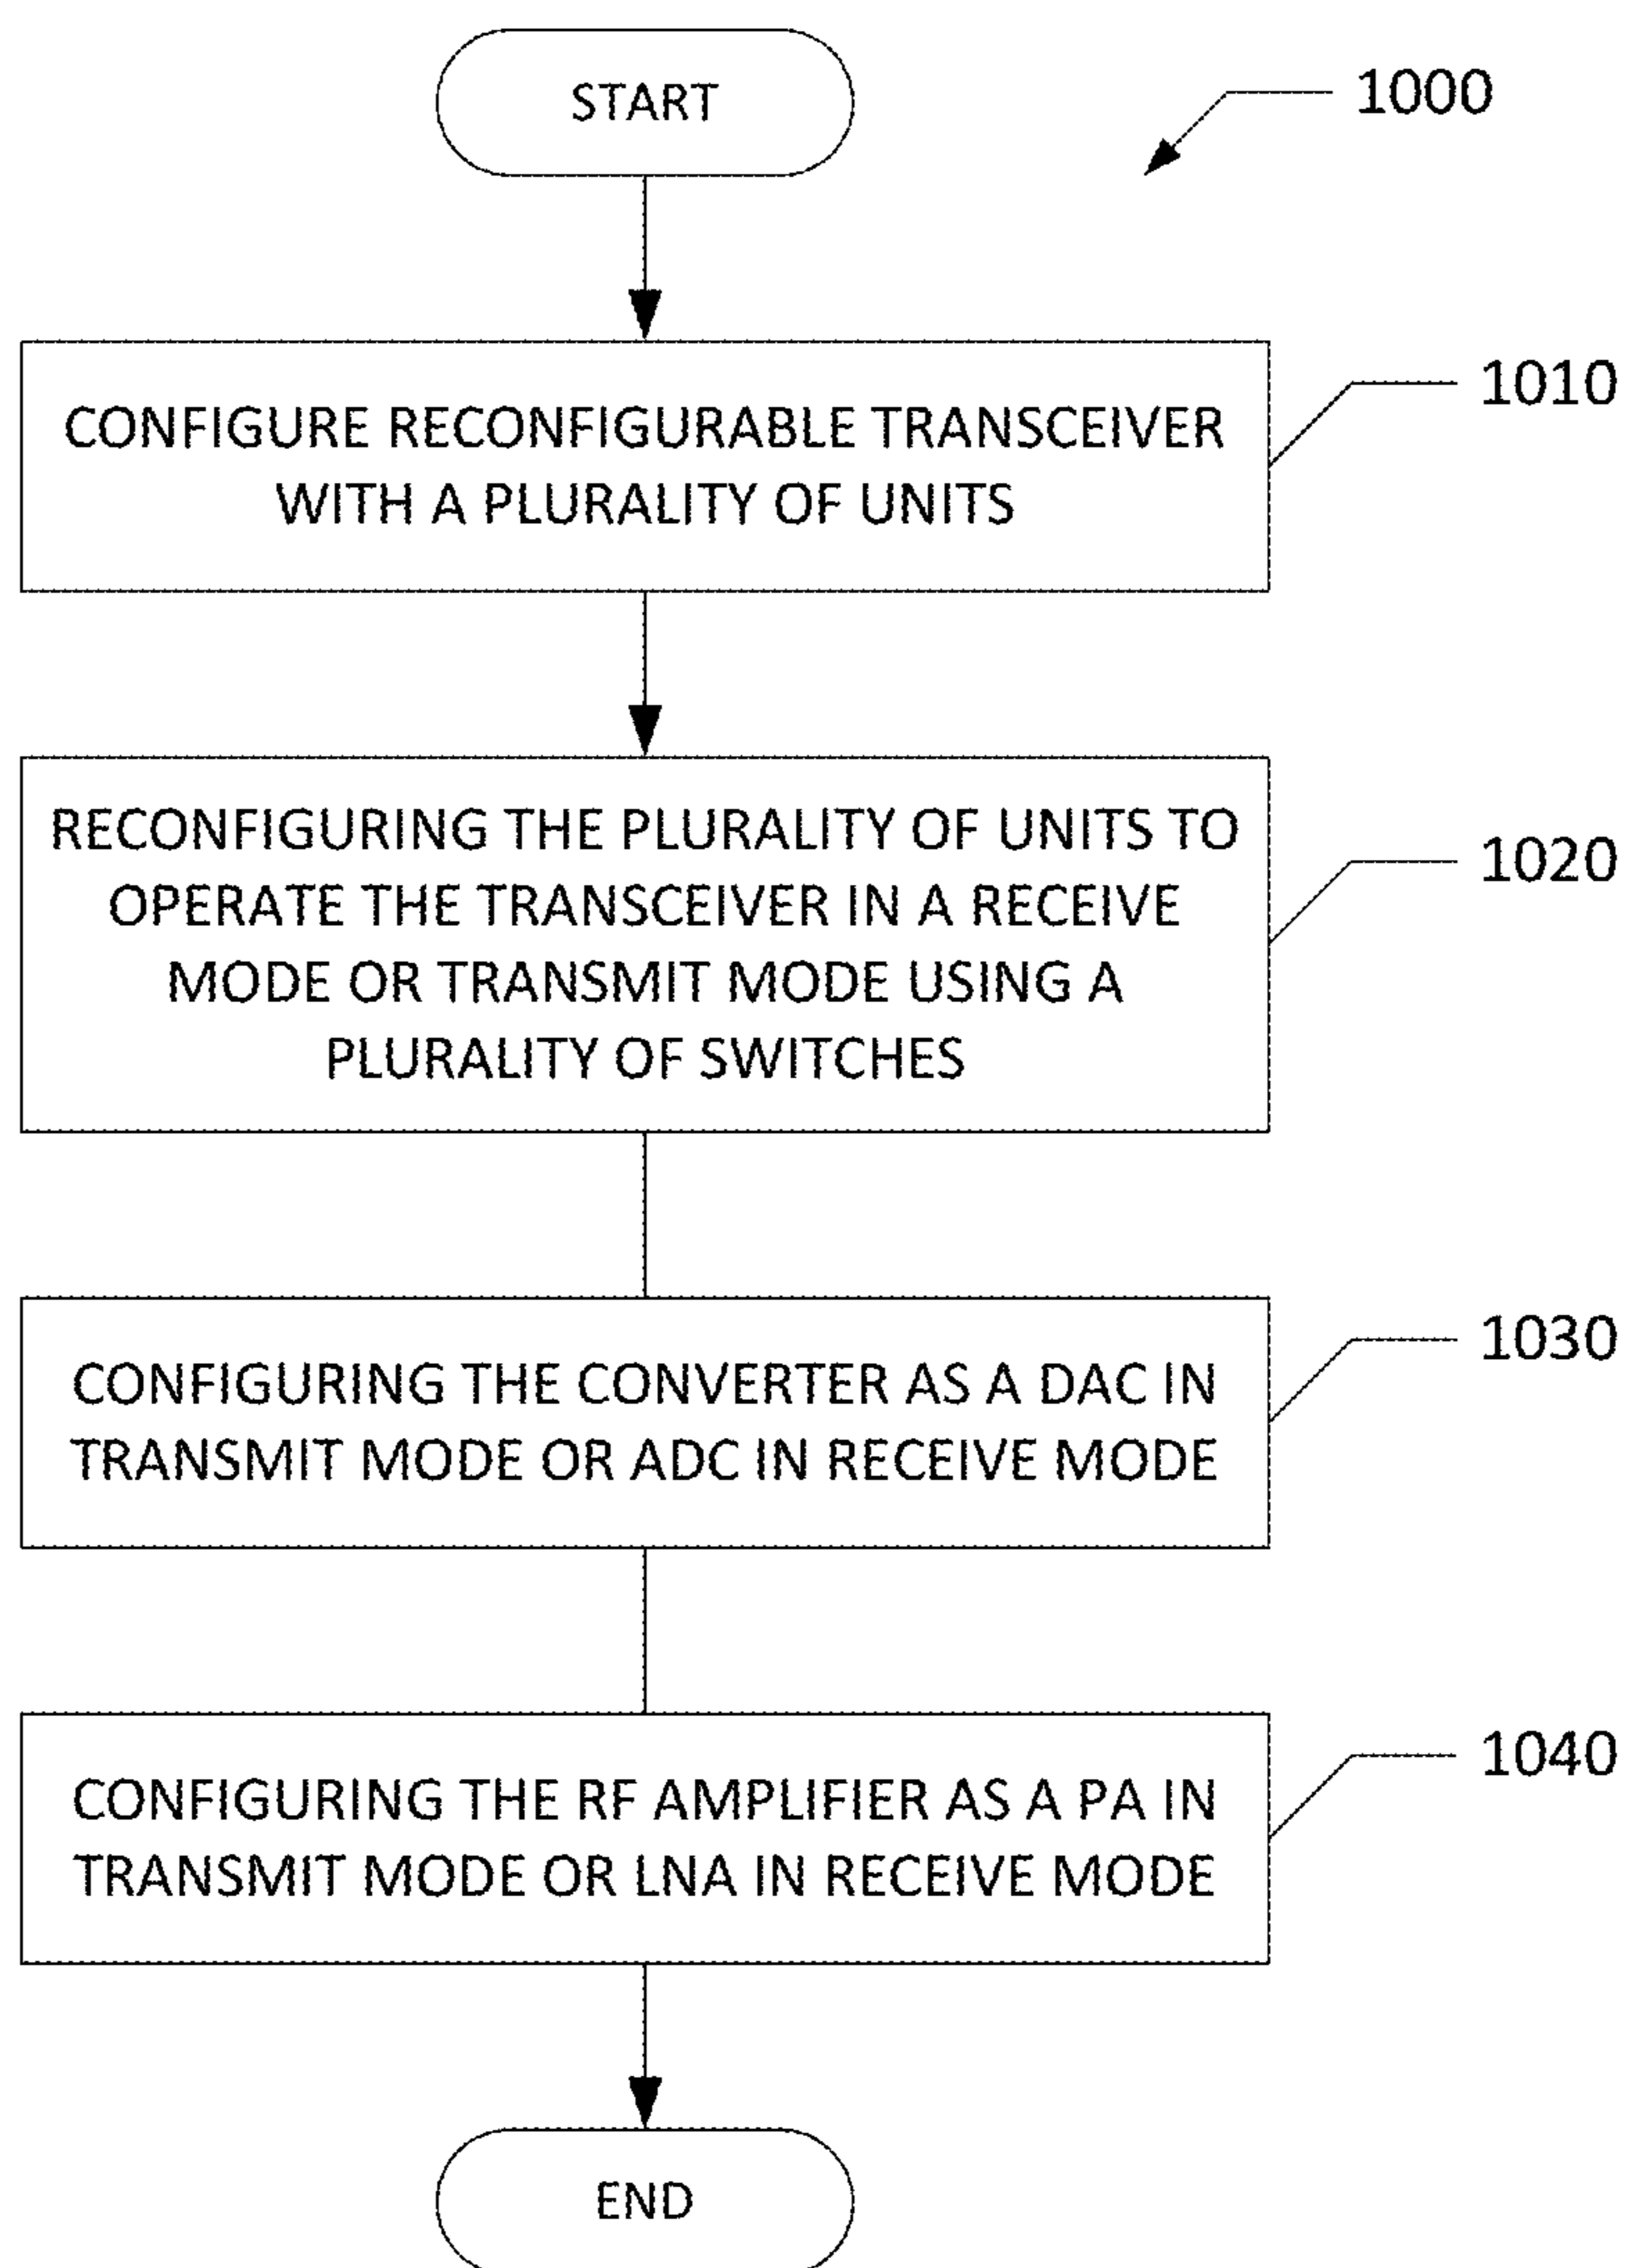 START
1000
CONFIGURE RECONFIGURABLE TRANSCEIVER
WITH A PLURALITY OF UNITS
1010
RECONFIGURING THE PLURALITY OF UNITS TO
OPERATE THE TRANSCEIVER IN A RECEIVE
MODE OR TRANSMIT MODE USING A
PLURALITY OF SWITCHES
1020
CONFIGURING THE CONVERTER AS A DAC IN
TRANSMIT MODE OR ADC IN RECEIVE MODE
1030
CONFIGURING THE RF AMPLIFIER AS A PA IN
TRANSMIT MODE OR LNA IN RECEIVE MODE
1040
END